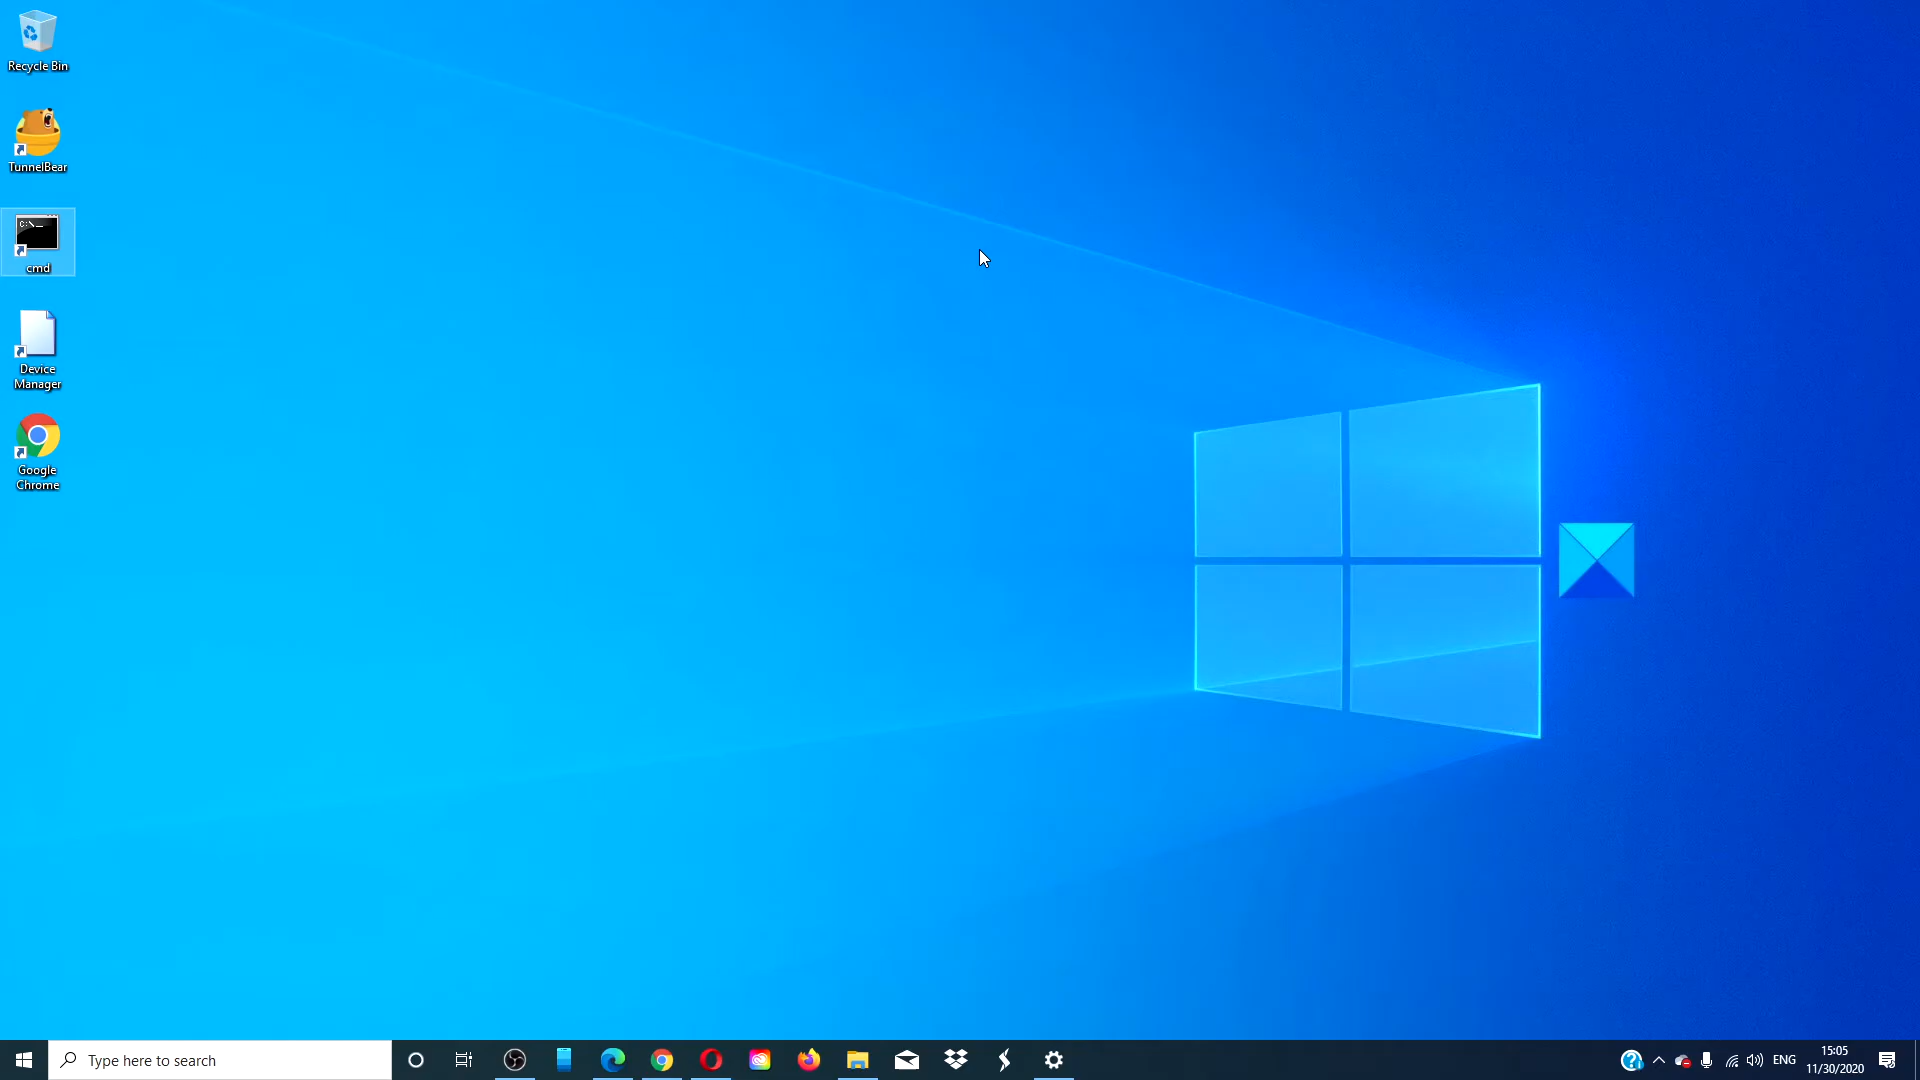 Recycle Bin
TunnelBear
C:\_
cmd
Device
Manager
Google
Chrome
Type here to search
ENG
15:05
11/30/2020